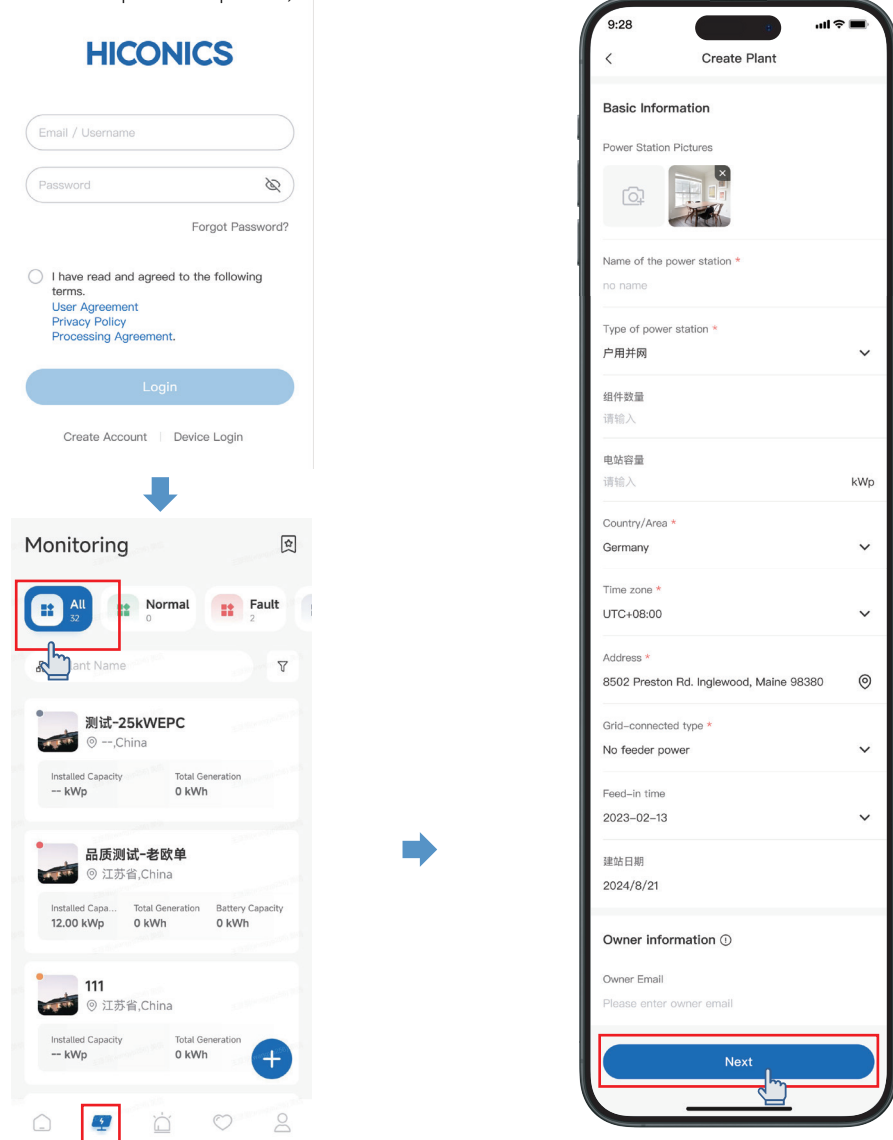 HICONICS
Email / Username
Password
Forgot Password?
I have read and agreed to the following
terms.
User Agreement
Privacy Policy
Processing Agreement.
Login
Create Account
Device Login
Monitoring
All
32
Normal
0
Fault
2
ant Name
测试-25kWEPC
--,China
Installed Capacity
Total Generation
-- kWp
0 kWh
品质测试-老欧单
江苏省,China
Installed Capa...
Total Generation
Battery Capacity
12.00 kWp
0 kWh
0 kWh
111
江苏省,China
Installed Capacity
Total Generation
-- kWp
0 kWh
9:28
Create Plant
Basic Information
Power Station Pictures
Name of the power station *
no name
Type of power station *
户用并网
组件数量
请输入
电站容量
请输入
kWp
Country/Area *
Germany
Time zone *
UTC+08:00
Address *
8502 Preston Rd. Inglewood, Maine 98380
Grid-connected type *
No feeder power
Feed-in time
2023-02-13
建站日期
2024/8/21
Owner information
Owner Email
Please enter owner email
Next